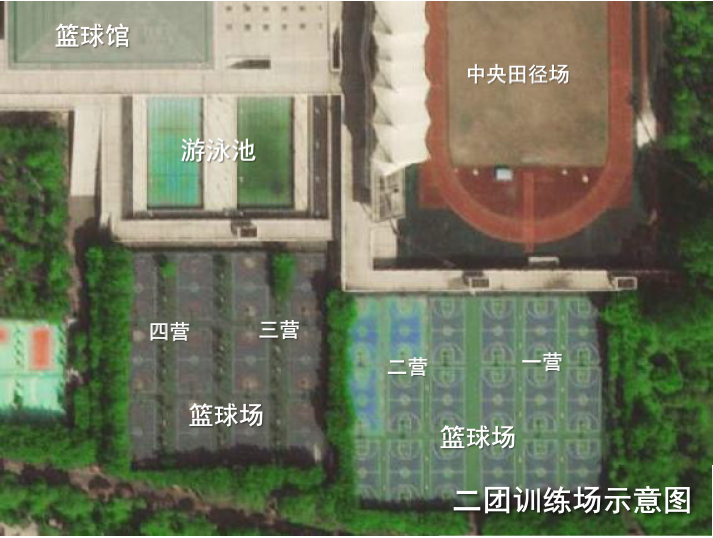 篮球馆
中央田径场
游泳池
四营
三营
二营
一营
篮球场
篮球场
二团训练场示意图